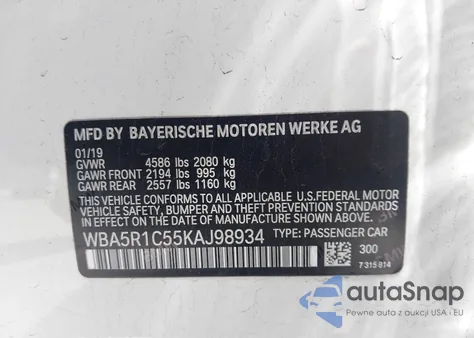 MFD BY BAYERISCHE MOTOREN WERKE AG
01/19
GVWR 4586 lbs 2080 kg
GAWR FRONT 2194 lbs 995 kg
GAWR REAR 2557 lbs 1160 kg
THIS VEHICLE CONFORMS TO ALL APPLICABLE U.S.FEDERAL MOTOR
VEHICLE SAFETY, BUMPER, AND THEFT PREVENTION STANDARDS IN
EFFECT ON THE DATE OF MANUFACTURE SHOWN ABOVE.
WBA5R1C55KAJ98934 TYPE: PASSENGER CAR
300
7 315 814
autoSnap
Pewne auta z aukcji USA - EU